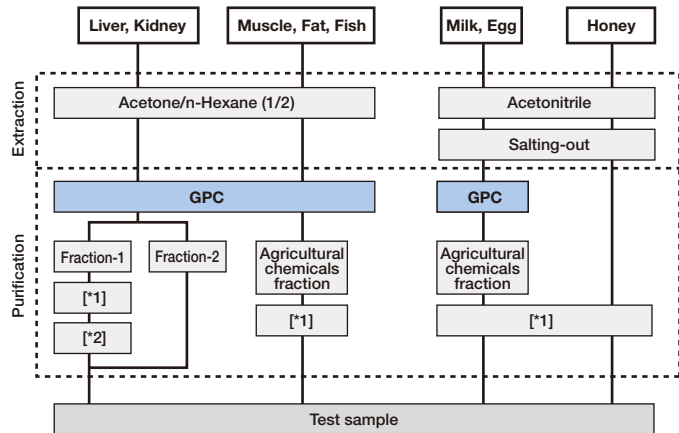 Liver, Kidney
Muscle, Fat, Fish
Milk, Egg
Honey
Extraction
Acetone/n-Hexane (1/2)
Acetonitrile
Salting-out
Purification
GPC
GPC
Fraction-1
Fraction-2
Agricultural
chemicals
fraction
Agricultural
chemicals
fraction
[*1]
[*1]
[*1]
[*2]
Test sample